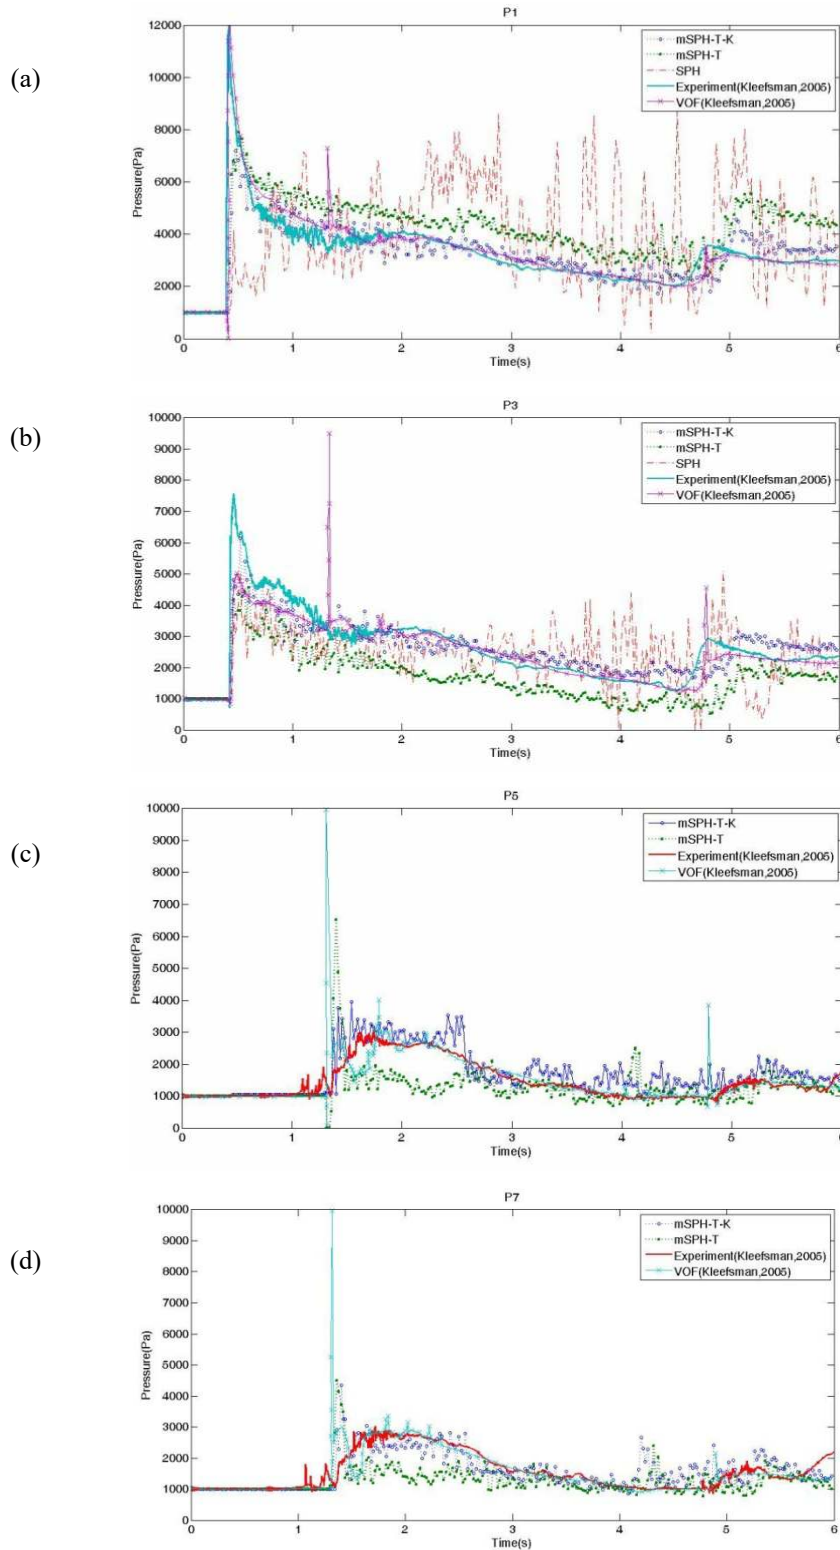 (a)
P1
12000
10000
8000
6000
4000
2000
0
Pressure(Pa)
mSPH-T-K
mSPH-T
SPH
Experiment(Kleefsman,2005)
VOF(Kleefsman,2005)
0 1 2 3 4 5 6
Time(s)
(b)
P3
10000
9000
8000
7000
6000
5000
4000
3000
2000
1000
0
Pressure(Pa)
mSPH-T-K
mSPH-T
SPH
Experiment(Kleefsman,2005)
VOF(Kleefsman,2005)
0 1 2 3 4 5 6
Time(s)
(c)
P5
10000
9000
8000
7000
6000
5000
4000
3000
2000
1000
0
Pressure(Pa)
mSPH-T-K
mSPH-T
Experiment(Kleefsman,2005)
VOF(Kleefsman,2005)
0 1 2 3 4 5 6
Time(s)
(d)
P7
10000
9000
8000
7000
6000
5000
4000
3000
2000
1000
0
Pressure(Pa)
mSPH-T-K
mSPH-T
Experiment(Kleefsman,2005)
VOF(Kleefsman,2005)
0 1 2 3 4 5 6
Time(s)